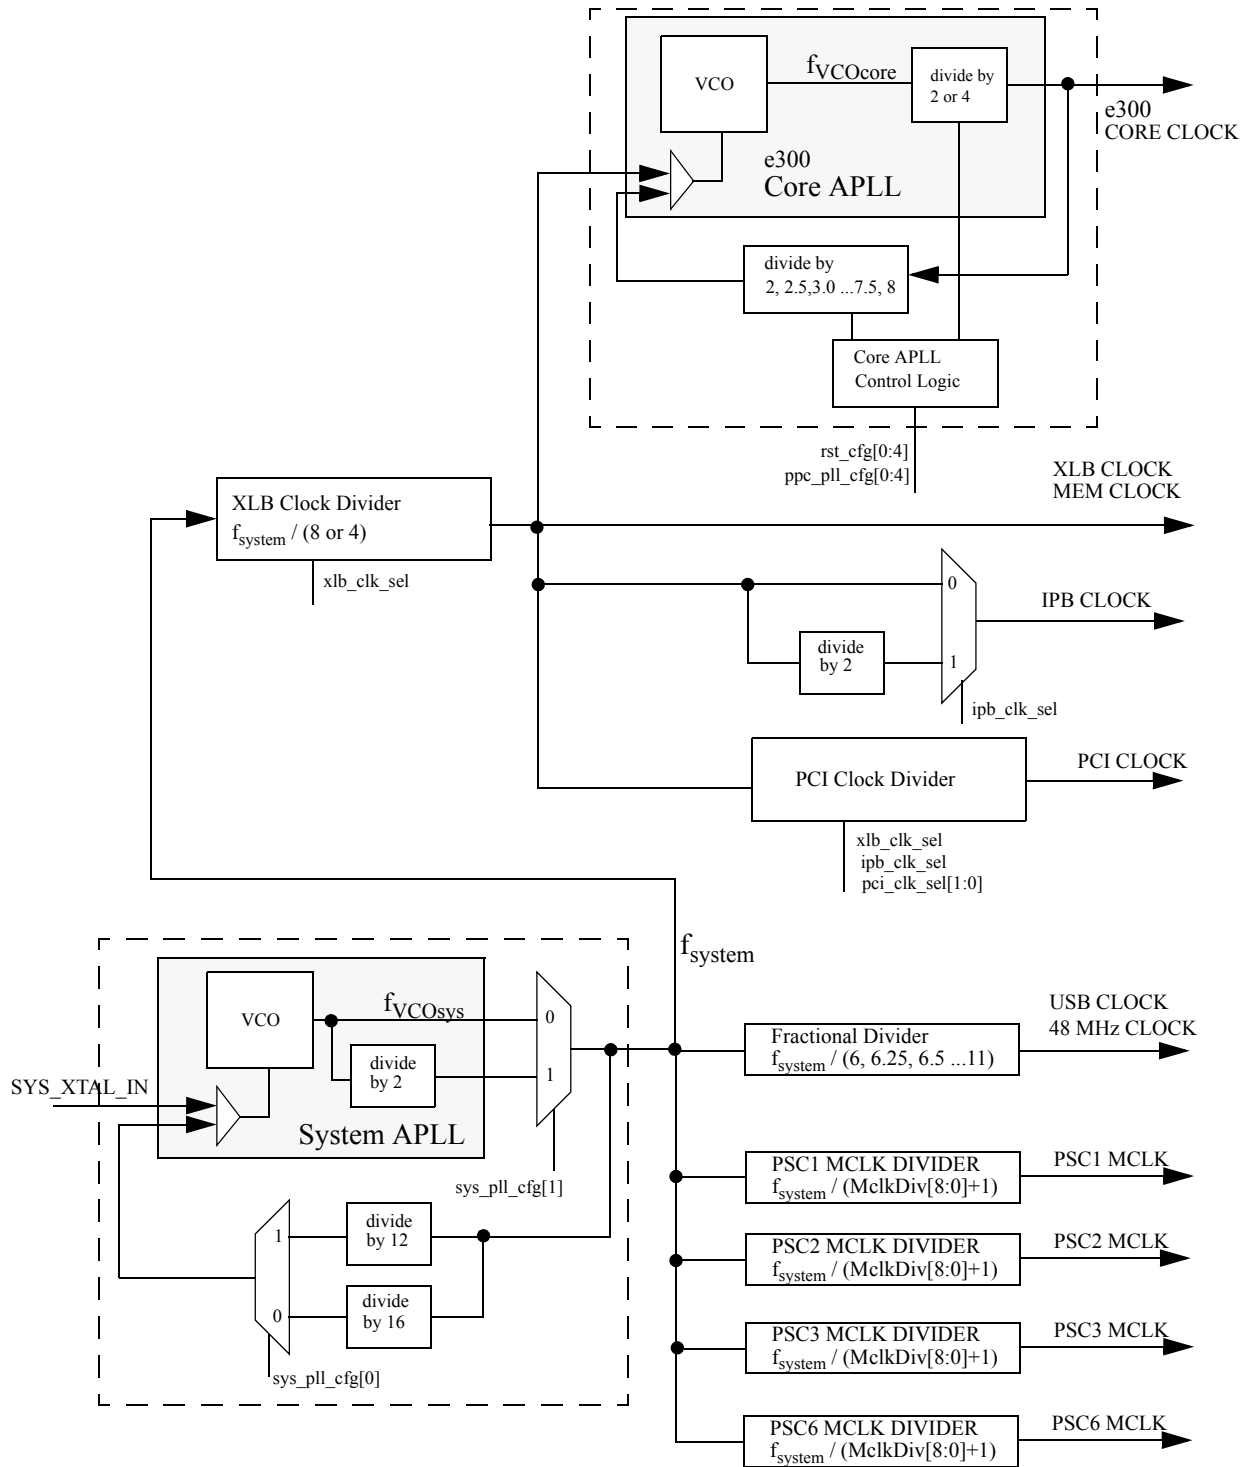 VCO
fVCOcore
divide by
2 or 4
e300
CORE CLOCK
e300
Core APLL
divide by
2, 2.5,3.0 ...7.5, 8
Core APLL
Control Logic
rst_cfg[0:4]
ppc_pll_cfg[0:4]
XLB CLOCK
MEM CLOCK
XLB Clock Divider
fsystem / (8 or 4)
xlb_clk_sel
0
IPB CLOCK
divide
by 2
1
ipb_clk_sel
PCI CLOCK
PCI Clock Divider
xlb_clk_sel
ipb_clk_sel
pci_clk_sel[1:0]
fsystem
VCO
fVCOsys
0
divide
by 2
1
SYS_XTAL_IN
System APLL
sys_pll_cfg[1]
1
divide
by 12
0
divide
by 16
sys_pll_cfg[0]
USB CLOCK
48 MHz CLOCK
Fractional Divider
fsystem / (6, 6.25, 6.5 ...11)
PSC1 MCLK DIVIDER
fsystem / (MclkDiv[8:0]+1)
PSC1 MCLK
PSC2 MCLK DIVIDER
fsystem / (MclkDiv[8:0]+1)
PSC2 MCLK
PSC3 MCLK DIVIDER
fsystem / (MclkDiv[8:0]+1)
PSC3 MCLK
PSC6 MCLK DIVIDER
fsystem / (MclkDiv[8:0]+1)
PSC6 MCLK